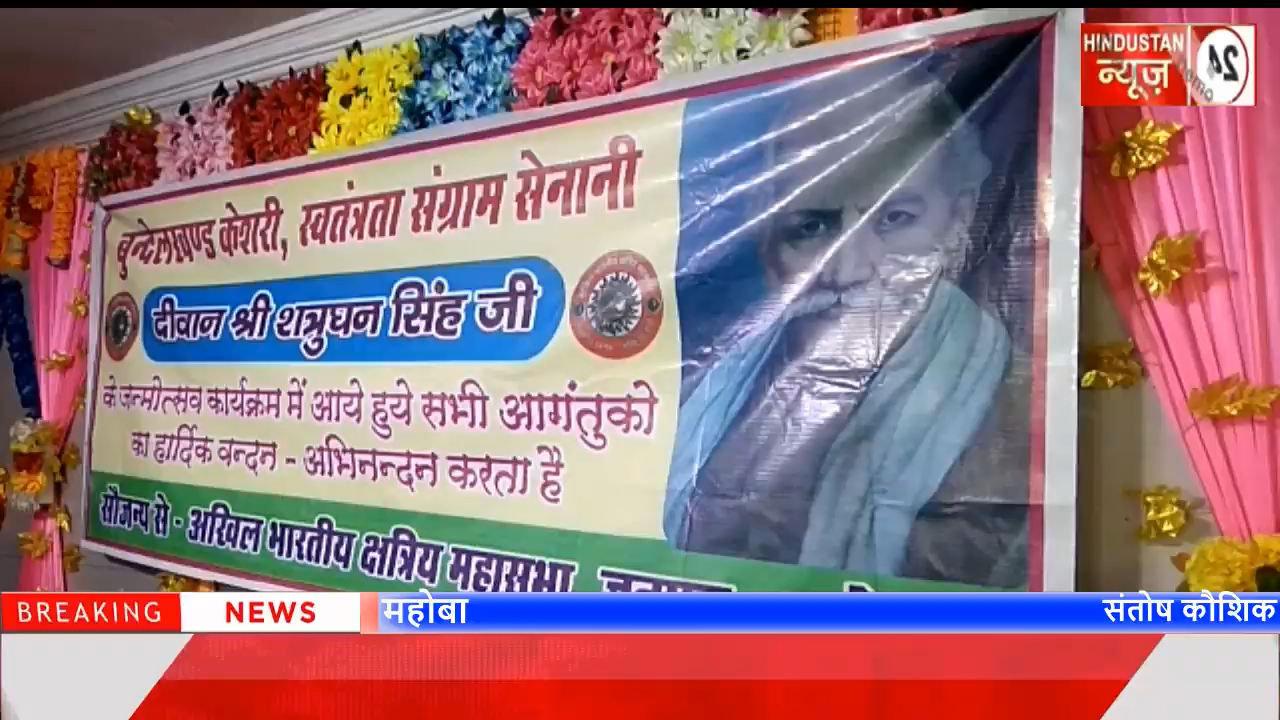 HINDUSTAN
न्यूज़ 24
बुन्देलखण्ड केशरी, स्वतंत्रता संग्राम सेनानी
दीवान श्री शत्रुघन सिंह जी
के जन्मोत्सव कार्यक्रम में आये हुये सभी आगंतुको
का हार्दिक वन्दन - अभिनन्दन करता है
सौजन्य से - अखिल भारतीय क्षत्रिय महासभा,
BREAKING NEWS महोबा संतोष कौशिक